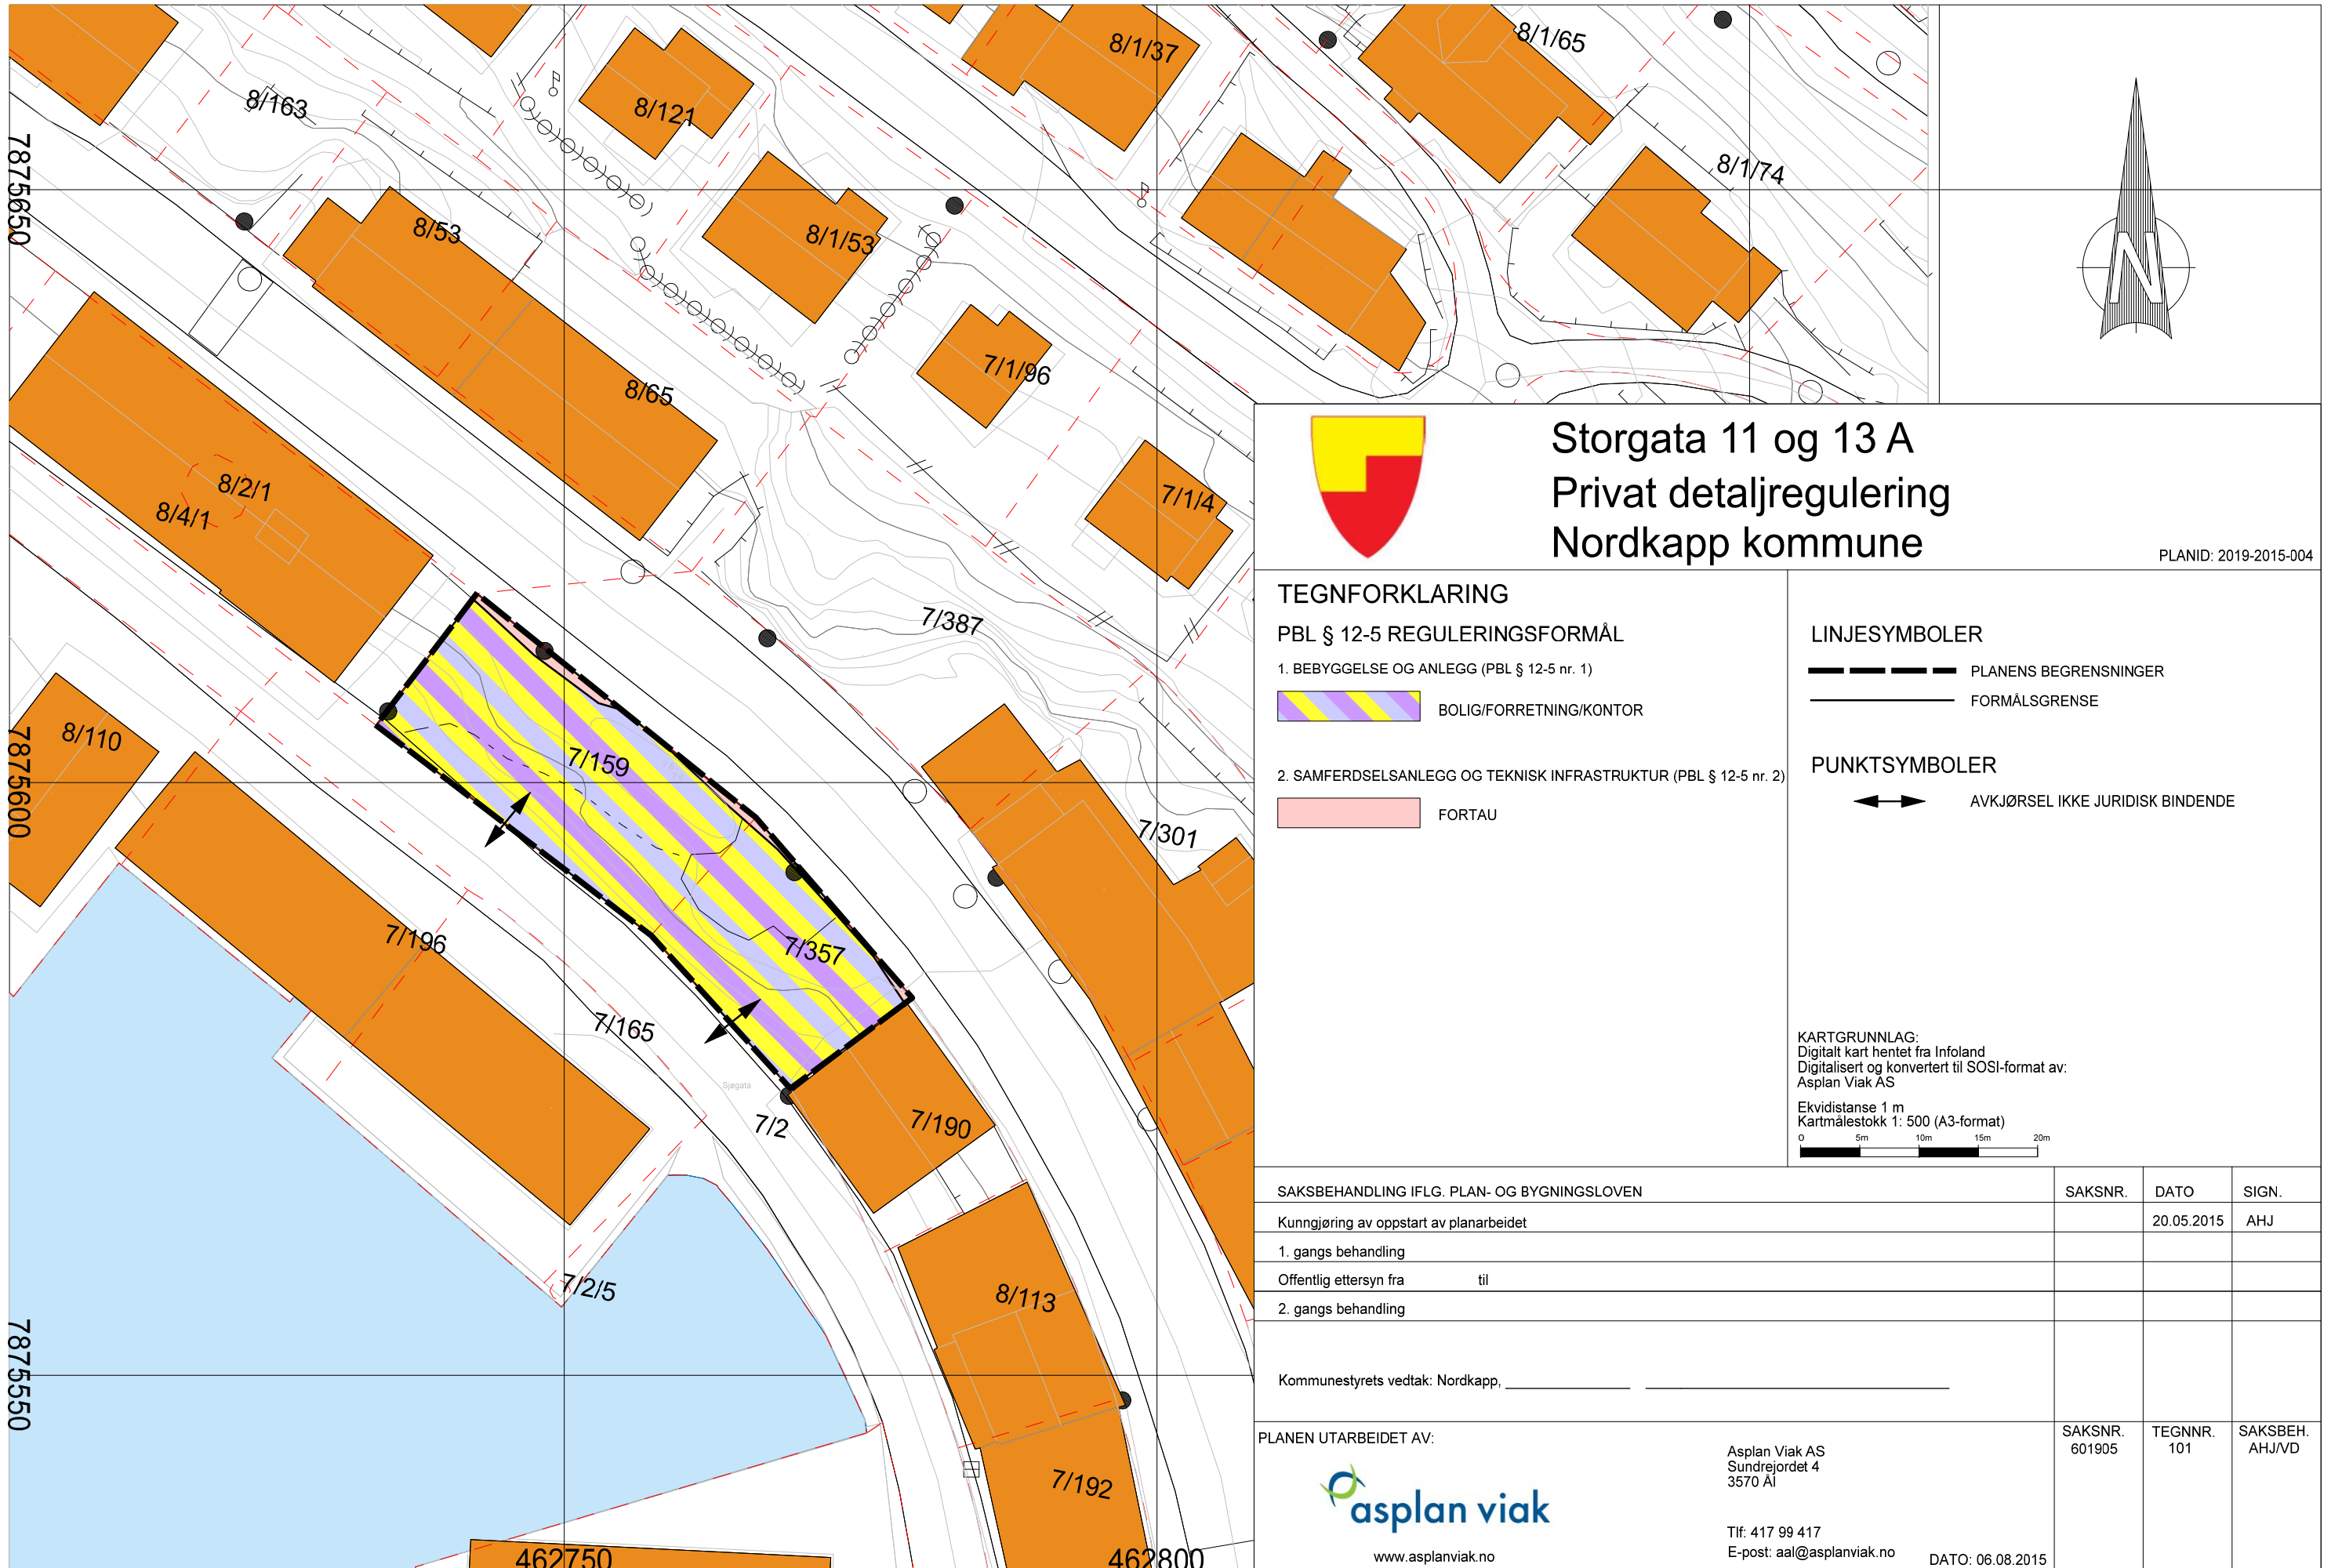 8/163
8/121
8/1/37
8/1/65
8/1/74
8/53
8/1/53
7875650
8/65
7/1/96
7/1/4
8/2/1
8/4/1
7/387
8/110
7/159
7875600
7/301
7/196
7/357
7/165
Sjøgata
7/2
7/190
7/2/5
8/113
7875550
7/192
462750
462800
N
Storgata 11 og 13 A
Privat detaljregulering
Nordkapp kommune
PLANID: 2019-2015-004
TEGNFORKLARING
PBL § 12-5 REGULERINGSFORMÅL
1. BEBYGGELSE OG ANLEGG (PBL § 12-5 nr. 1)
BOLIG/FORRETNING/KONTOR
2. SAMFERDSELSANLEGG OG TEKNISK INFRASTRUKTUR (PBL § 12-5 nr. 2)
FORTAU
LINJESYMBOLER
PLANENS BEGRENSNINGER
FORMÅLSGRENSE
PUNKTSYMBOLER
AVKJØRSEL IKKE JURIDISK BINDENDE
KARTGRUNNLAG:
Digitalt kart hentet fra Infoland
Digitalisert og konvertert til SOSI-format av:
Asplan Viak AS
Ekvidistanse 1 m
Kartmålestokk 1: 500 (A3-format)
0 5m 10m 15m 20m
SAKSBEHANDLING IFLG. PLAN- OG BYGNINGSLOVEN SAKSNR. DATO SIGN.
Kunngjøring av oppstart av planarbeidet 20.05.2015 AHJ
1. gangs behandling
Offentlig ettersyn fra til
2. gangs behandling
Kommunestyrets vedtak: Nordkapp,
PLANEN UTARBEIDET AV:
asplan viak
www.asplanviak.no
Asplan Viak AS
Sundrejordet 4
3570 Ål
Tlf: 417 99 417
E-post: aal@asplanviak.no
DATO: 06.08.2015
SAKSNR. TEGNNR. SAKSBEH.
601905 101 AHJ/VD